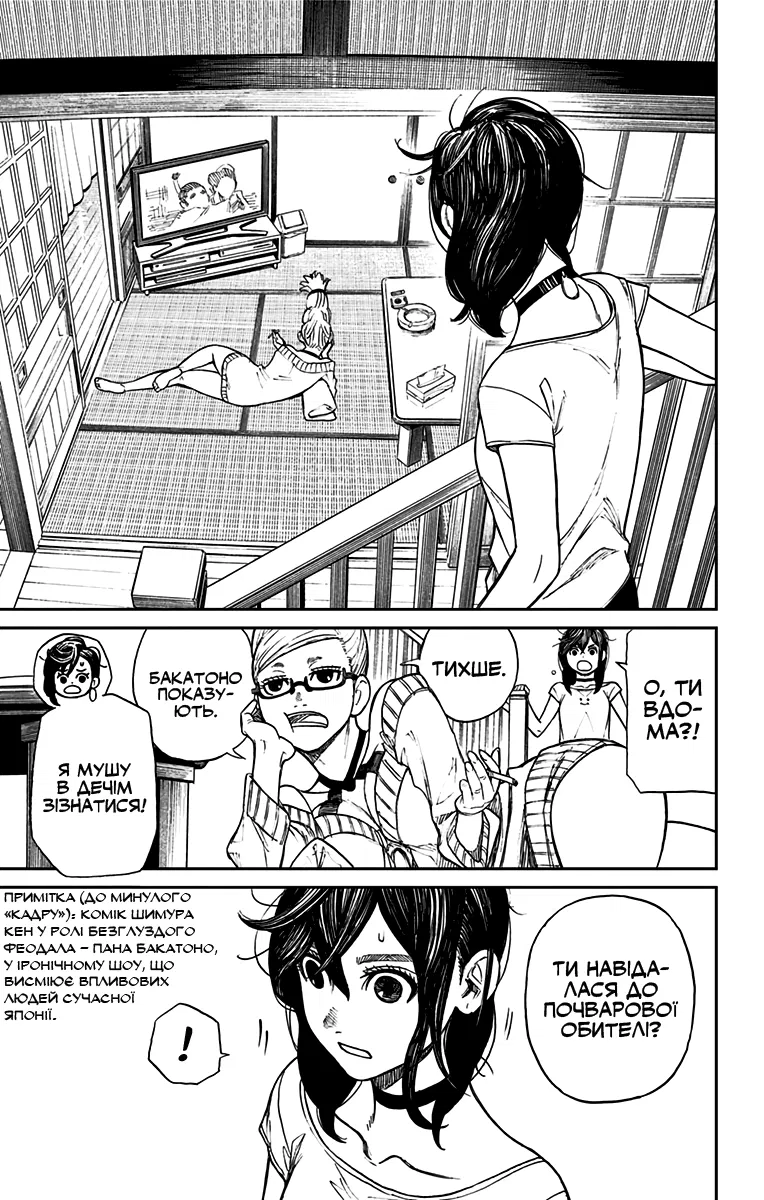 О, ТИ
ВДО-
МА?!
ТИХШЕ.
БАКАТОНО
ПОКАЗУ-
ЮТЬ.
Я МУШУ
В ДЕЧІМ
ЗІЗНАТИСЯ!
ПРИМІТКА (ДО МИНУЛОГО
«КАДРУ»): КОМІК ШИМУРА
КЕН У РОЛІ БЕЗГЛУЗДОГО
ФЕОДАЛА – ПАНА БАКАТОНО,
У ІРОНІЧНОМУ ШОУ, ЩО
ВИСМІЮЄ ВПЛИВОВИХ
ЛЮДЕЙ СУЧАСНОЇ
ЯПОНІЇ.
ТИ НАВІДА-
ЛАСЯ ДО
ПОЧВАРОВОЇ
ОБИТЕЛІ?
!